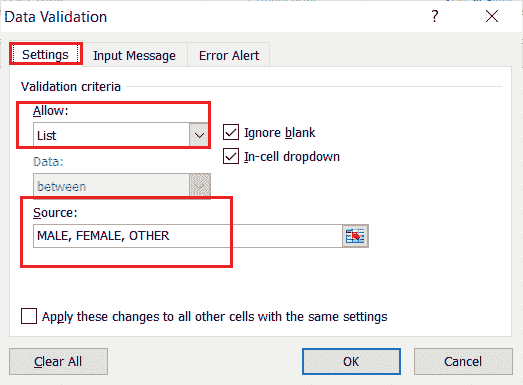 Data Validation ?
Settings Input Message Error Alert
Validation criteria
Allow:
List Ignore blank
In-cell dropdown
Data:
between
Source:
MALE, FEMALE, OTHER
Apply these changes to all other cells with the same settings
Clear All OK Cancel